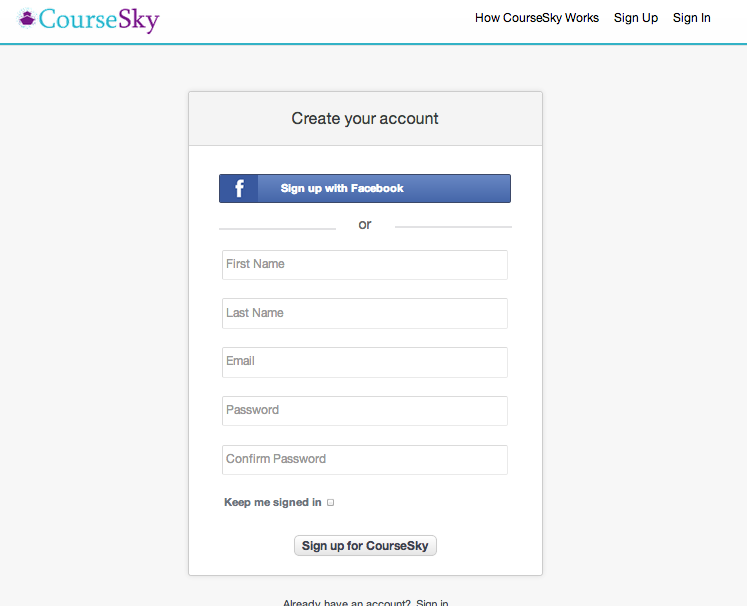 CourseSky
How CourseSky Works Sign Up Sign In
Create your account
f Sign up with Facebook
or
First Name
Last Name
Email
Password
Confirm Password
Keep me signed in
Sign up for CourseSky
Already have an account? Sign in